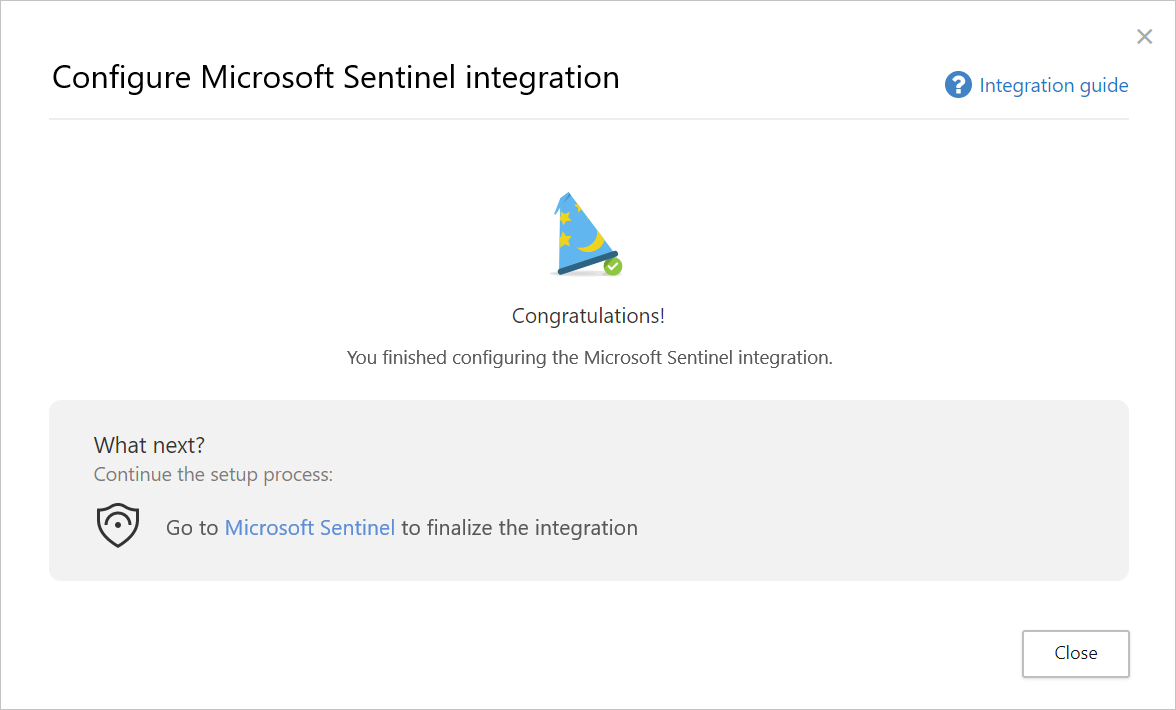 Configure Microsoft Sentinel integration
? Integration guide
Congratulations!
You finished configuring the Microsoft Sentinel integration.
What next?
Continue the setup process:
Go to Microsoft Sentinel to finalize the integration
Close